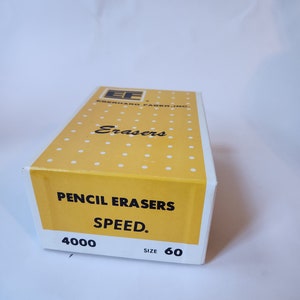 EF
EBERHARD FABER INC.
Erasers
PENCIL ERASERS
SPEED.
4000 SIZE 60